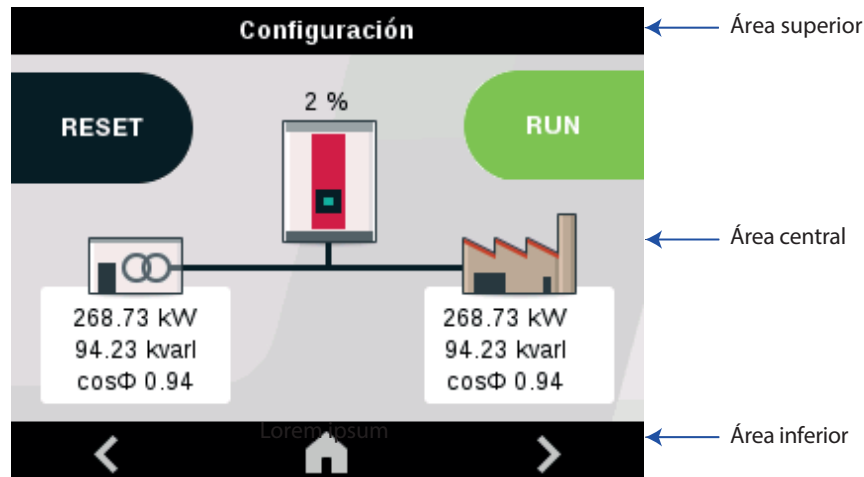 Configuración
Área superior
2 %
RESET
RUN
Área central
268.73 kW
94.23 kvarl
cosΦ 0.94
268.73 kW
94.23 kvarl
cosΦ 0.94
Lorem ipsum
Área inferior